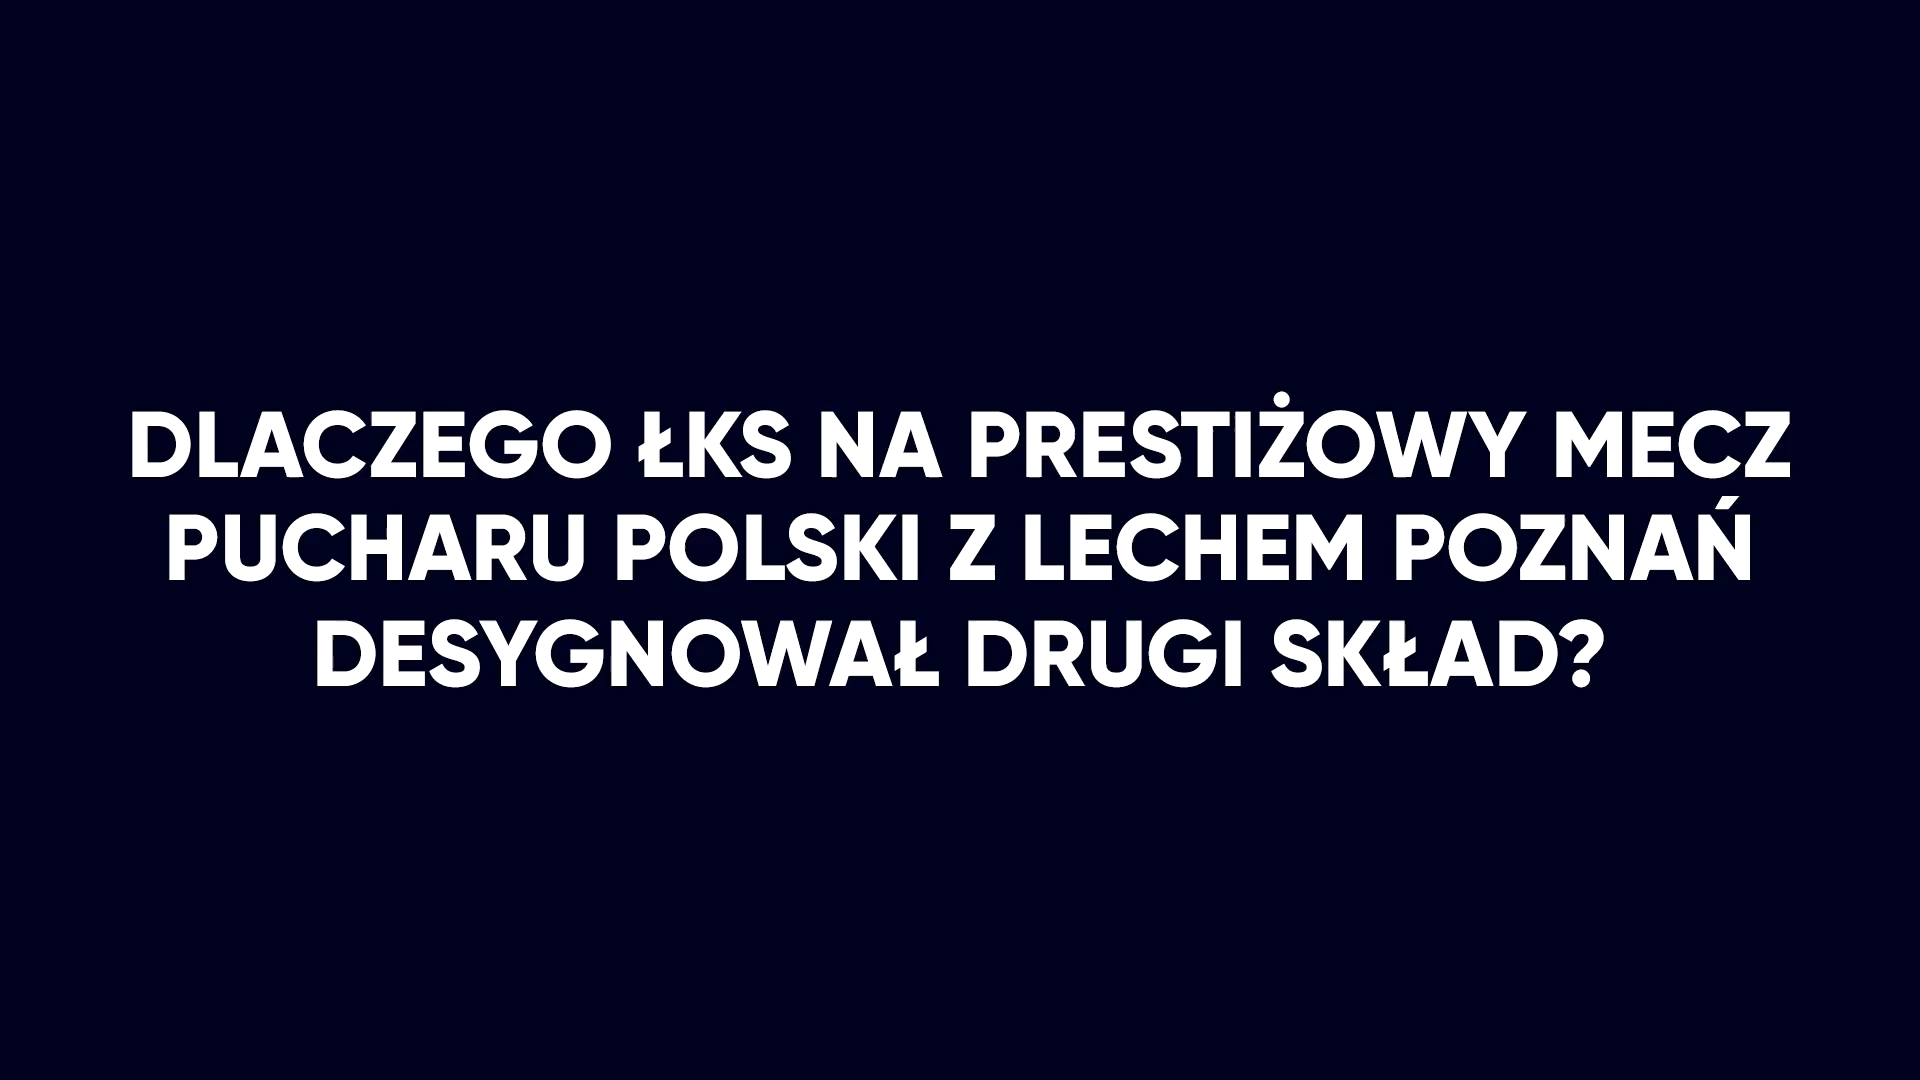 DLACZEGO ŁKS NA PRESTIŻOWY MECZ
PUCHARU POLSKI Z LECHEM POZNAŃ
DESYGNOWAŁ DRUGI SKŁAD?